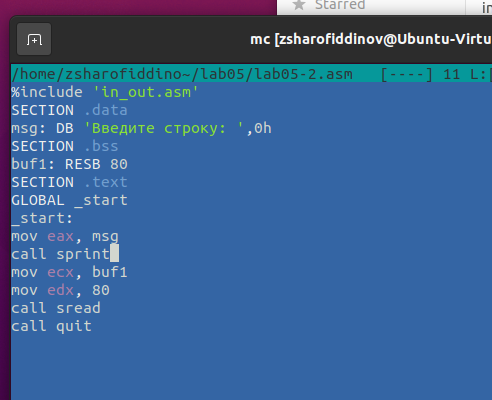 Starred
in
mc [zsharofiddinov@Ubuntu-Virtu
/home/zsharofiddino~/lab05/lab05-2.asm   [----] 11 L:[
%include 'in_out.asm'
SECTION .data
msg: DB 'Введите строку: ',0h
SECTION .bss
buf1: RESB 80
SECTION .text
GLOBAL _start
_start:
mov eax, msg
call sprint
mov ecx, buf1
mov edx, 80
call sread
call quit